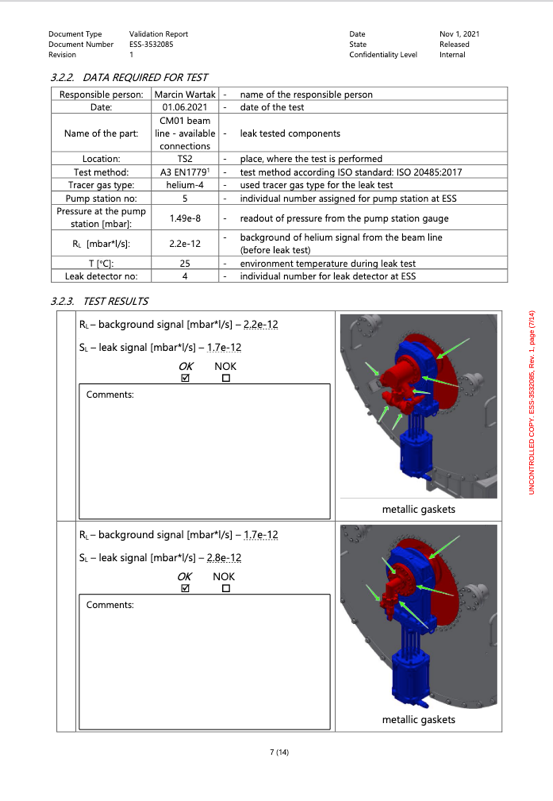 Document Type Validation Report Date Nov 1, 2021
Document Number ESS-3532085 State Released
Revision 1 Confidentiality Level Internal
3.2.2. DATA REQUIRED FOR TEST
Responsible person: Marcin Wartak - name of the responsible person
Date: 01.06.2021 - date of the test
Name of the part: CM01 beam line - available connections - leak tested components
Location: TS2 - place, where the test is performed
Test method: A3 EN1779¹ - test method according ISO standard: ISO 20485:2017
Tracer gas type: helium-4 - used tracer gas type for the leak test
Pump station no: 5 - individual number assigned for pump station at ESS
Pressure at the pump station [mbar]: 1.49e-8 - readout of pressure from the pump station gauge
RL [mbar*l/s]: 2.2e-12 - background of helium signal from the beam line (before leak test)
T [°C]: 25 - environment temperature during leak test
Leak detector no: 4 - individual number for leak detector at ESS
3.2.3. TEST RESULTS
RL – background signal [mbar*l/s] – 2.2e-12
SL – leak signal [mbar*l/s] – 1.7e-12
OK NOK
☑ ☐
Comments:
metallic gaskets
RL – background signal [mbar*l/s] – 1.7e-12
SL – leak signal [mbar*l/s] – 2.8e-12
OK NOK
☑ ☐
Comments:
metallic gaskets
7 (14)
UNCONTROLLED COPY. ESS-3532085, Rev. 1, page (7/14)